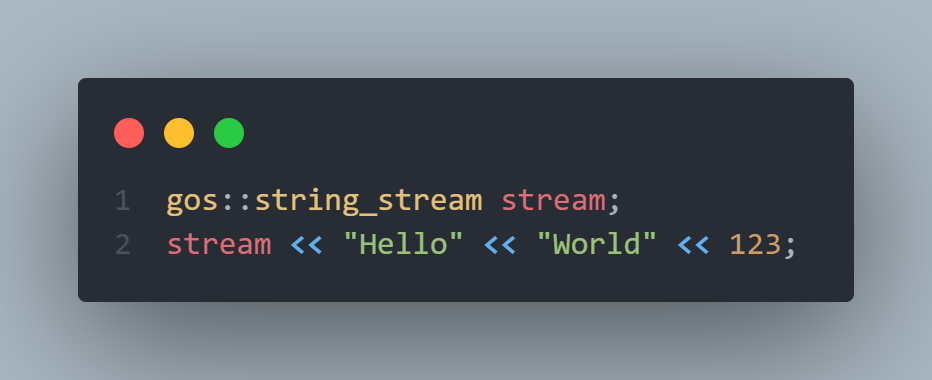 1 gos::string_stream stream;
2 stream << "Hello" << "World" << 123;